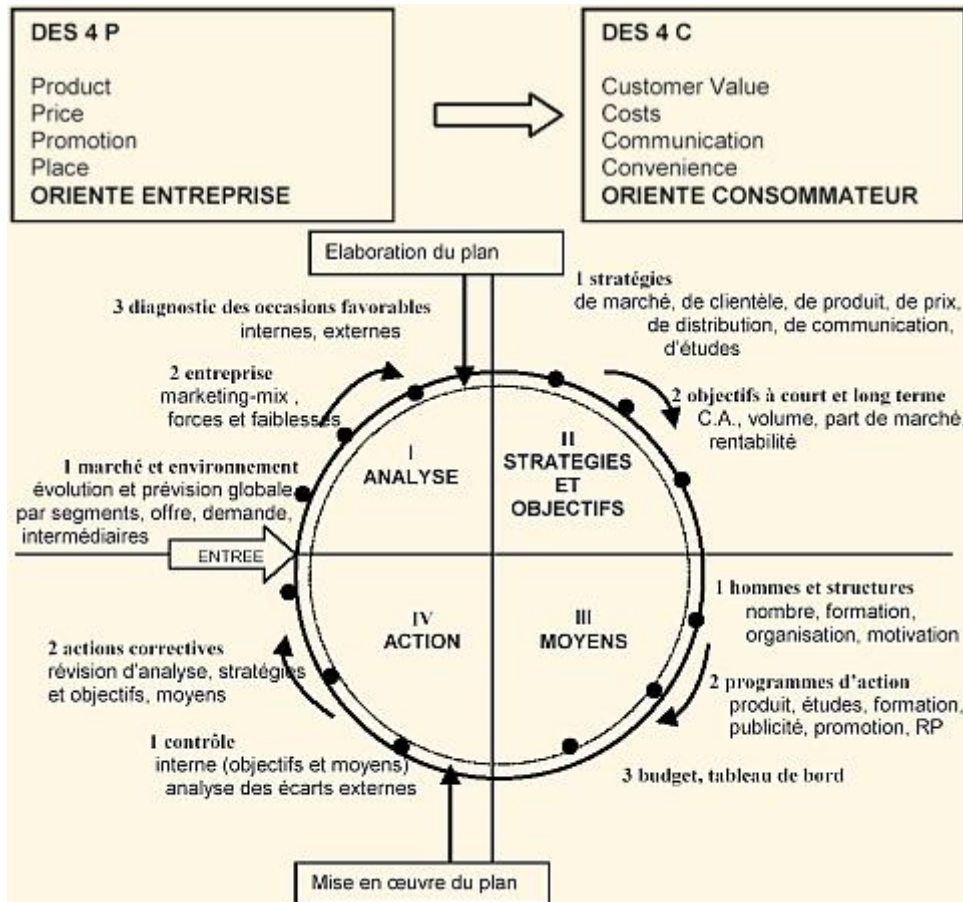 DES 4 P
Product
Price
Promotion
Place
ORIENTE ENTREPRISE
DES 4 C
Customer Value
Costs
Communication
Convenience
ORIENTE CONSOMMATEUR
Elaboration du plan
3 diagnostic des occasions favorables
internes, externes
2 entreprise
marketing-mix ,
forces et faiblesses
1 marché et environnement
évolution et prévision globale
par segments, offre, demande,
intermédiaires
ENTREE
I
ANALYSE
1 stratégies
de marché, de clientèle, de produit, de prix,
de distribution, de communication,
d'études
2 objectifs à court et long terme
C.A., volume, part de marché,
rentabilité
II
STRATEGIES
ET
OBJECTIFS
1 hommes et structures
nombre, formation,
organisation, motivation
2 programmes d'action
produit, études, formation,
publicité, promotion, RP
3 budget, tableau de bord
III
MOYENS
IV
ACTION
2 actions correctives
révision d'analyse, stratégies
et objectifs, moyens
1 contrôle
interne (objectifs et moyens)
analyse des écarts externes
Mise en œuvre du plan